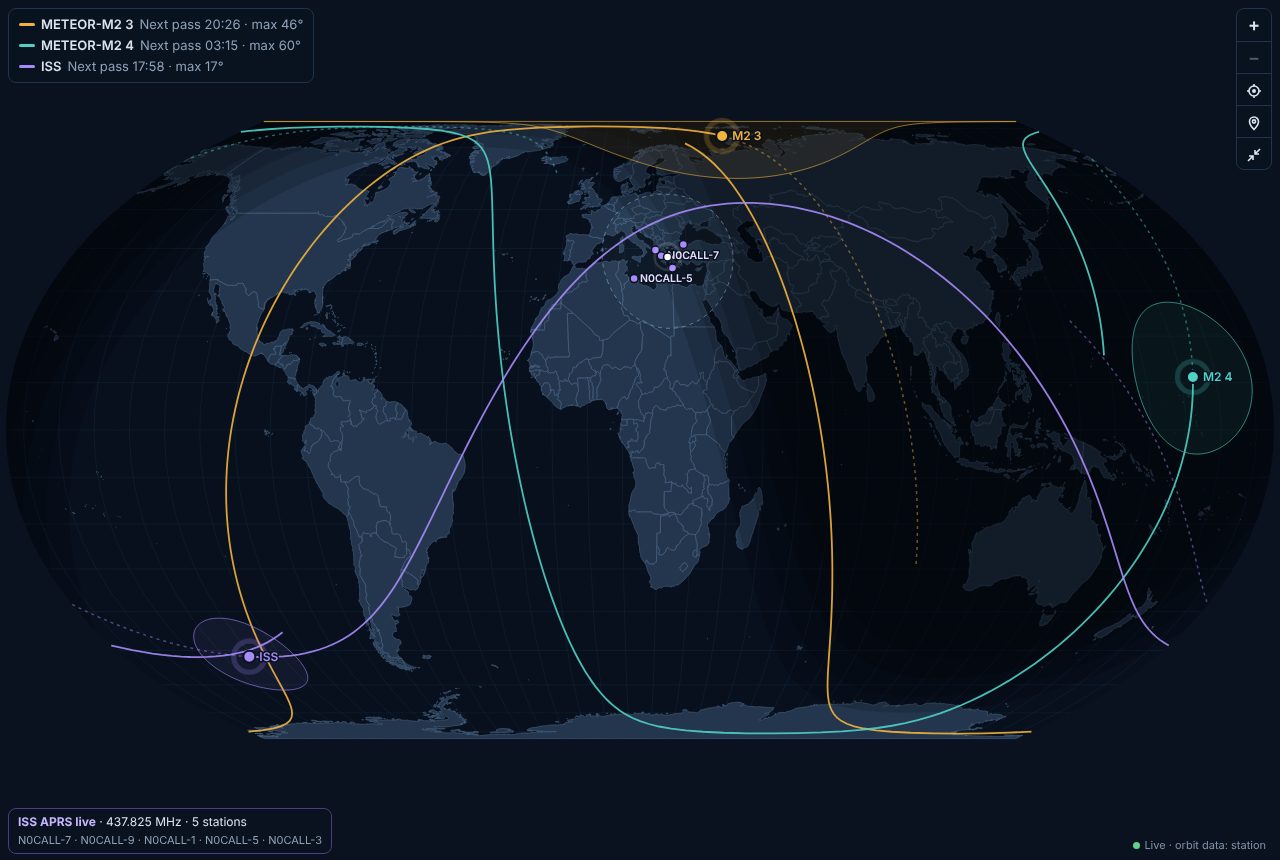 METEOR-M2 3 Next pass 20:26 · max 46°
METEOR-M2 4 Next pass 03:15 · max 60°
ISS Next pass 17:58 · max 17°
+
−
M2 3
N0CALL-7
N0CALL-5
M2 4
ISS
ISS APRS live · 437.825 MHz · 5 stations
N0CALL-7 · N0CALL-9 · N0CALL-1 · N0CALL-5 · N0CALL-3
Live · orbit data: station